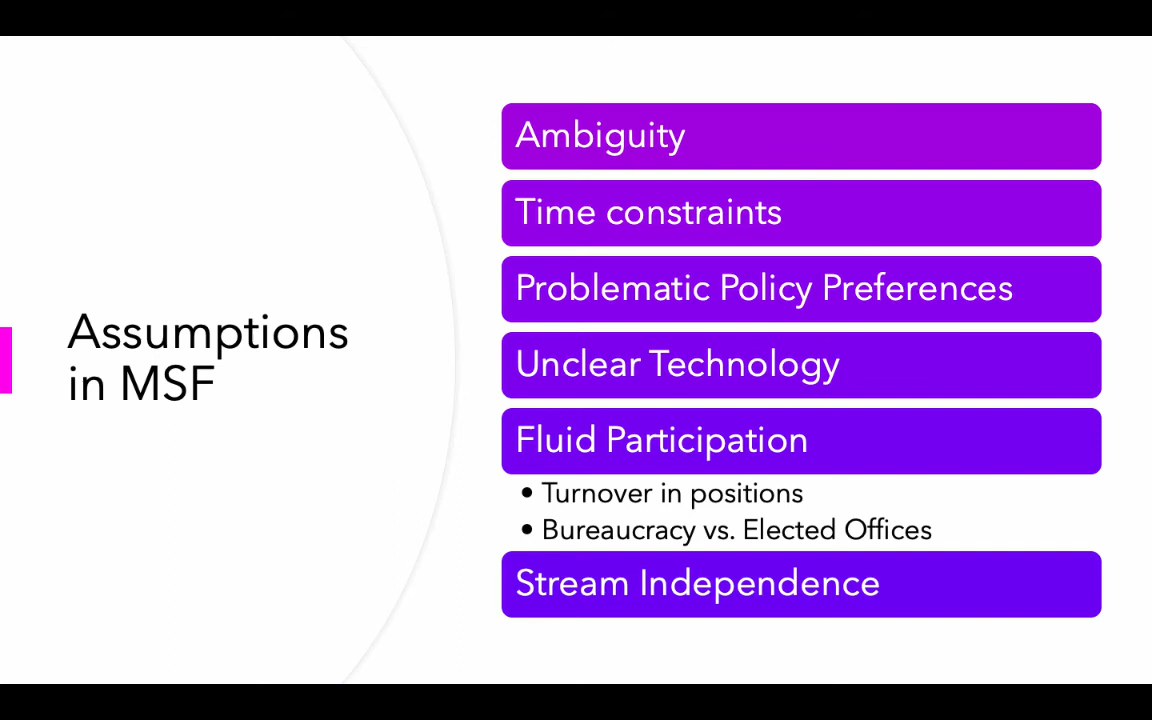 Assumptions
in MSF
Ambiguity
Time constraints
Problematic Policy Preferences
Unclear Technology
Fluid Participation
• Turnover in positions
• Bureaucracy vs. Elected Offices
Stream Independence